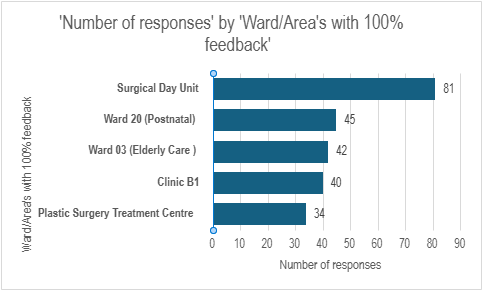 'Number of responses' by 'Ward/Area's with 100%
feedback'
Ward/Area's with 100% feedback
Surgical Day Unit
81
Ward 20 (Postnatal)
45
Ward 03 (Elderly Care )
42
Clinic B1
40
Plastic Surgery Treatment Centre
34
0 10 20 30 40 50 60 70 80 90
Number of responses